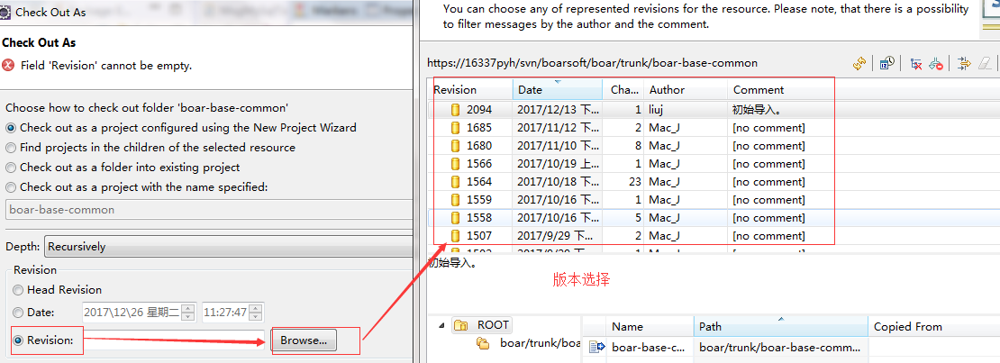 Check Out As
Check Out As
Field 'Revision' cannot be empty.
Choose how to check out folder 'boar-base-common'
Check out as a project configured using the New Project Wizard
Find projects in the children of the selected resource
Check out as a folder into existing project
Check out as a project with the name specified:
boar-base-common
Depth: Recursively
Revision
Head Revision
Date: 2017\12\26 星期二 11:27:47
Revision: Browse...
You can choose any of represented revisions for the resource. Please note, that there is a possibility
to filter messages by the author and the comment.
https://16337pyh/svn/boarsoft/boar/trunk/boar-base-common
Revision Date Cha... Author Comment
2094 2017/12/13 下... 1 liuj 初始导入。
1685 2017/11/12 下... 2 Mac_J [no comment]
1680 2017/11/10 下... 8 Mac_J [no comment]
1566 2017/10/19 上... 1 Mac_J [no comment]
1564 2017/10/18 下... 23 Mac_J [no comment]
1559 2017/10/16 下... 1 Mac_J [no comment]
1558 2017/10/16 下... 5 Mac_J [no comment]
1507 2017/9/29 下... 2 Mac_J [no comment]
初始导入。
版本选择
ROOT
boar/trunk/boa
Name Path Copied From
boar-base-c... boar/trunk/boar-base-comm...